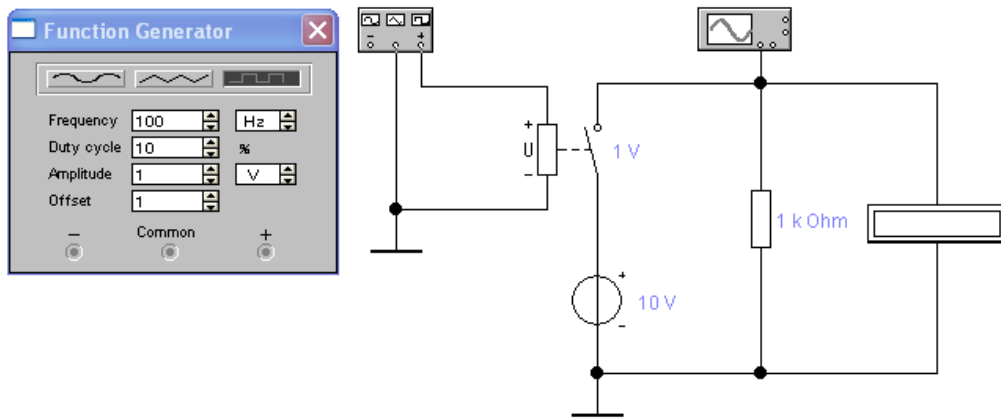 Function Generator
Frequency 100 Hz
Duty cycle 10 %
Amplitude 1 V
Offset 1
− Common +
− +
+
U
−
1 V
+
10 V
−
1 k Ohm